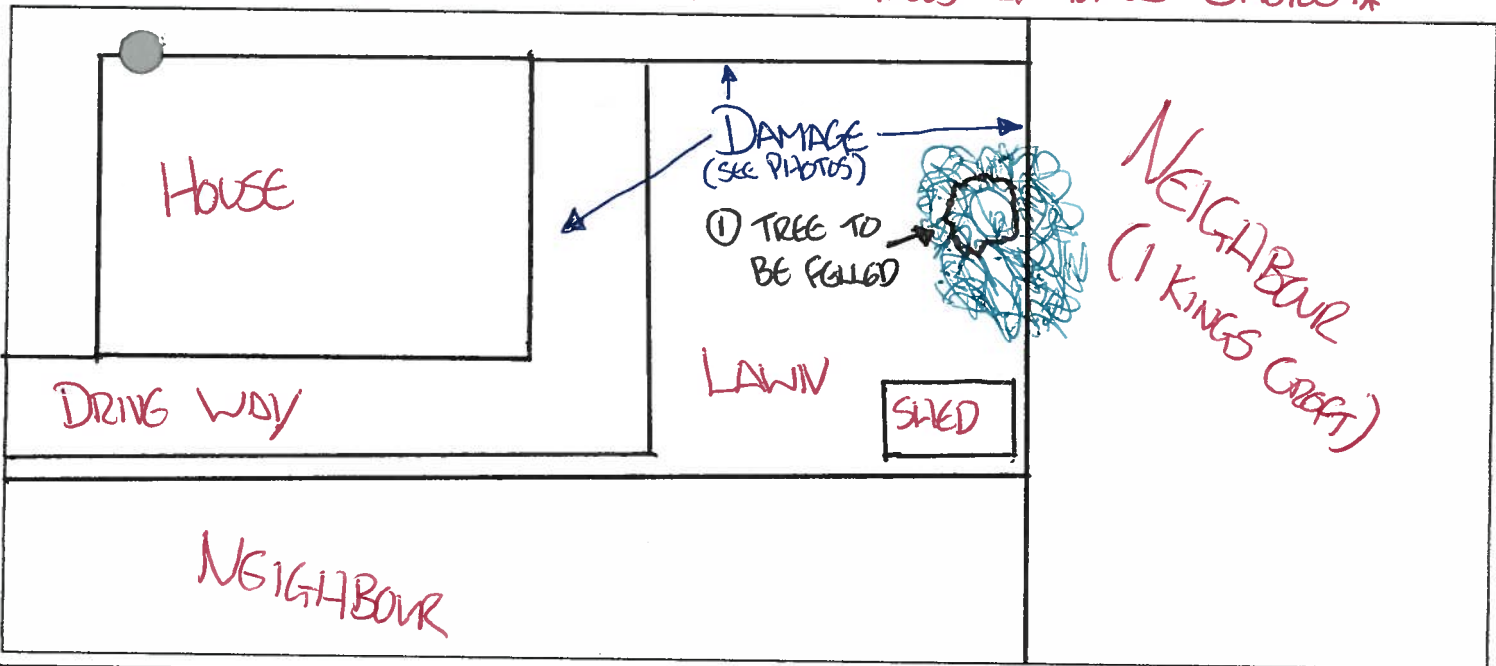 HOUSE
DAMAGE
(SEE PHOTOS)
① TREE TO
BE FELLED
NEIGHBOUR
(1 KINGS CROFT)
LAWN
SHED
DRIVE WAY
NEIGHBOUR